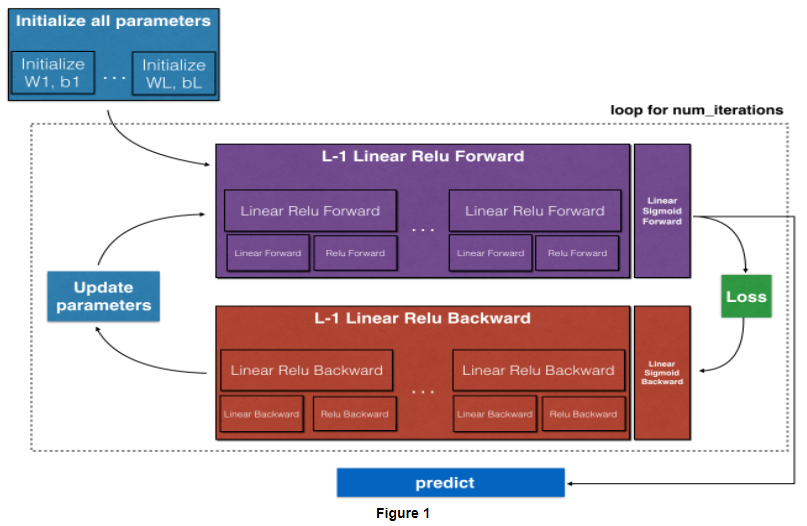 Initialize all parameters
Initialize
W1, b1
. . .
Initialize
WL, bL
loop for num_iterations
L-1 Linear Relu Forward
Linear Relu Forward
. . .
Linear Relu Forward
Linear Forward
Relu Forward
Linear Forward
Relu Forward
Linear
Sigmoid
Forward
Update
parameters
Loss
L-1 Linear Relu Backward
Linear Relu Backward
. . .
Linear Relu Backward
Linear Backward
Relu Backward
Linear Backward
Relu Backward
Linear
Sigmoid
Backward
predict
Figure 1